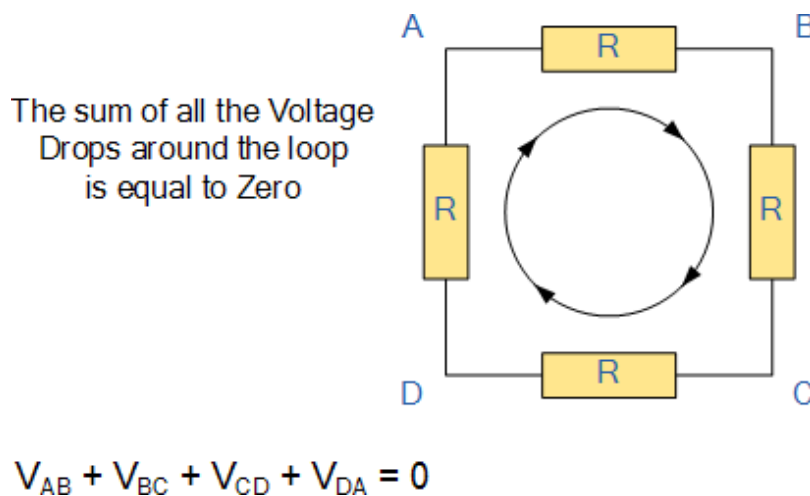 A
B
R
The sum of all the Voltage
Drops around the loop
is equal to Zero
R
R
D
R
C
V_AB + V_BC + V_CD + V_DA = 0